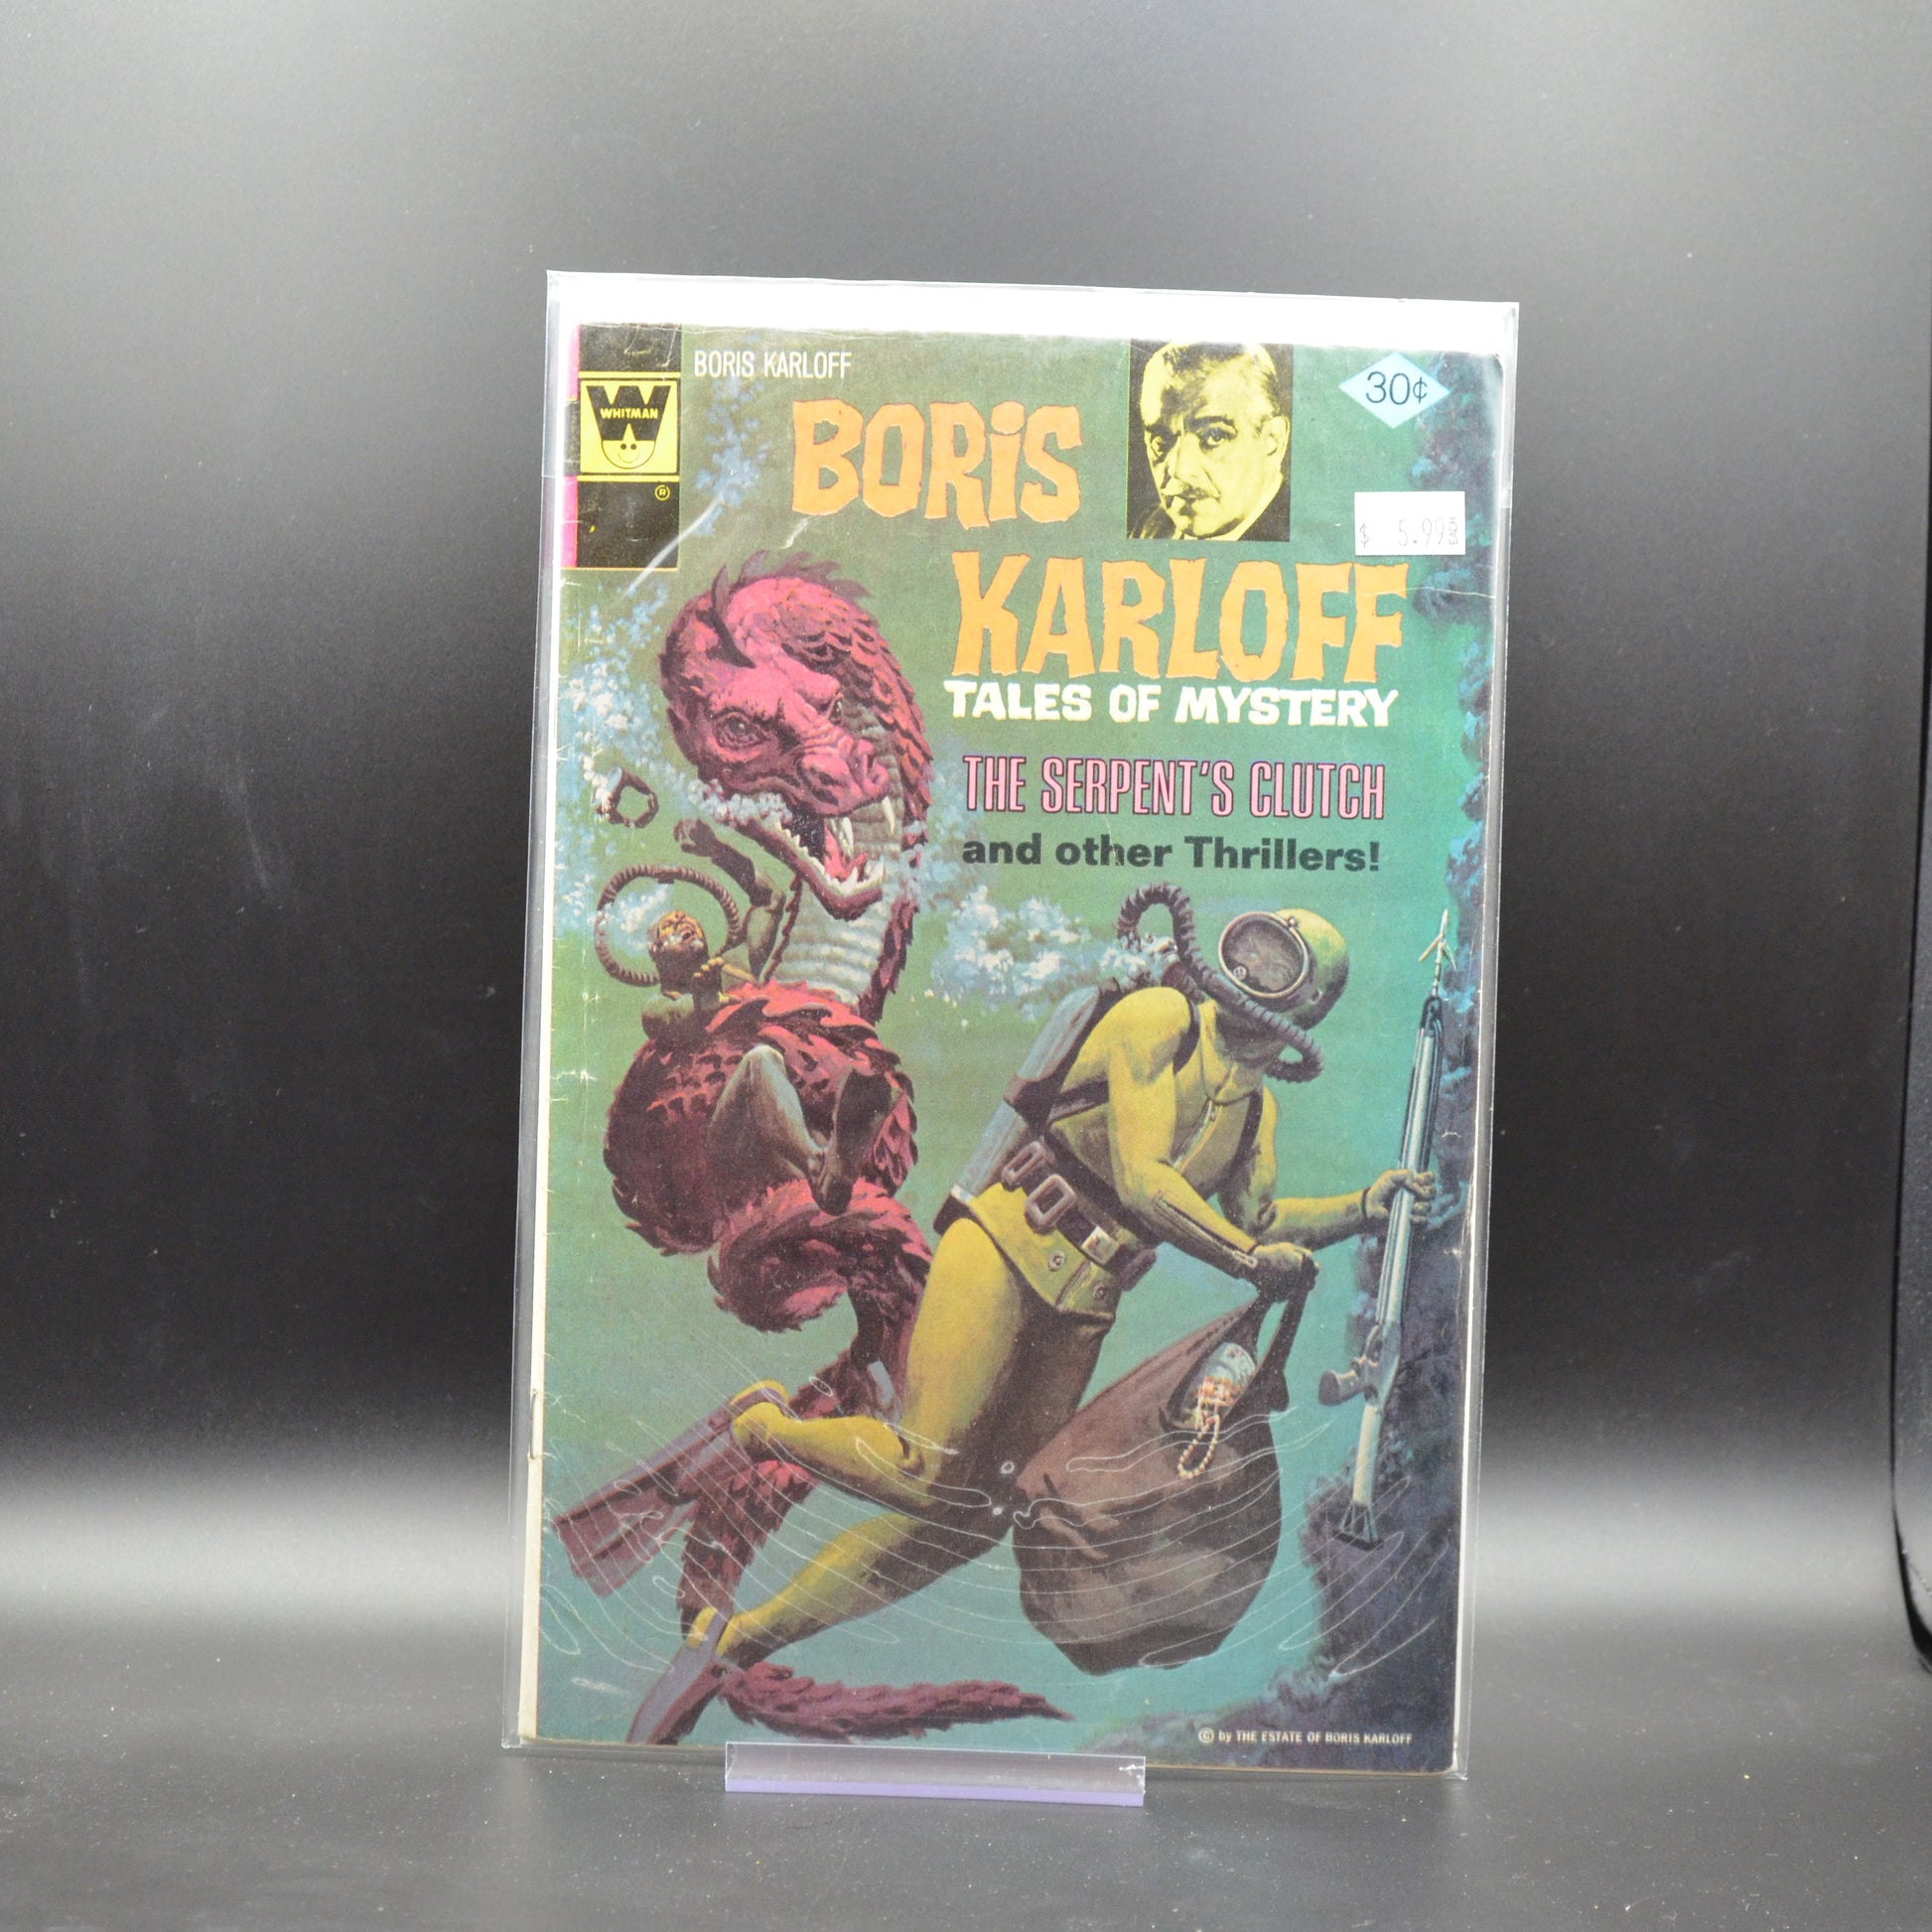 BORIS KARLOFF
WHITMAN
®
BORIS
KARLOFF
TALES OF MYSTERY
30¢
$ 5.99
THE SERPENT'S CLUTCH
and other Thrillers!
© by THE ESTATE OF BORIS KARLOFF